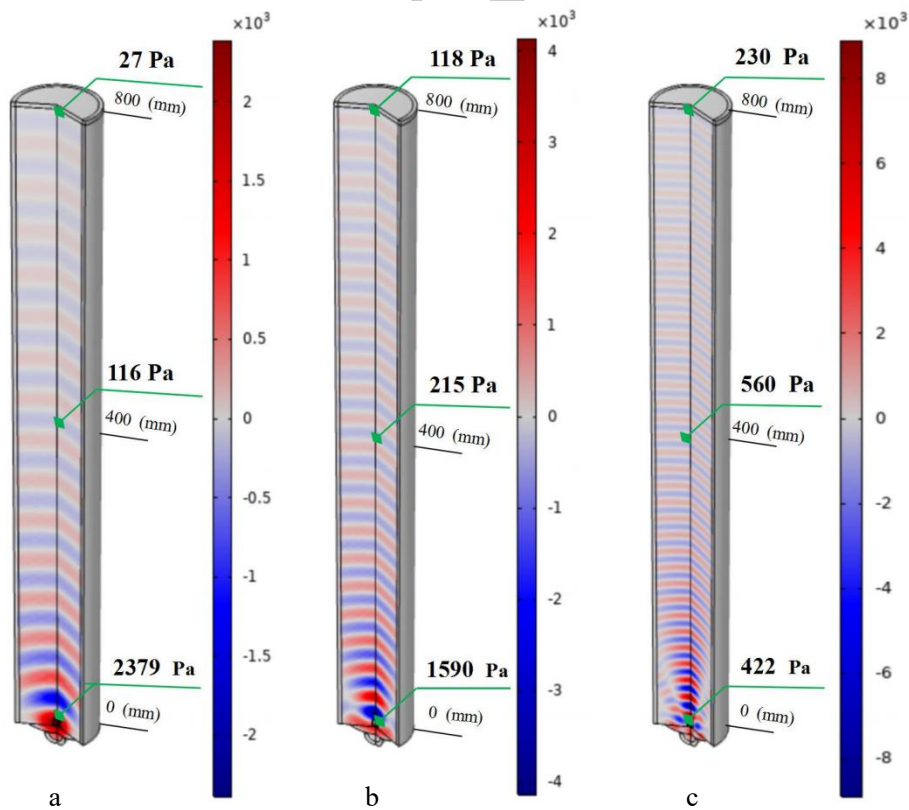 ×10³
27 Pa
800 (mm)
2
1.5
1
0.5
116 Pa
0
400 (mm)
-0.5
-1
-1.5
2379 Pa
0 (mm)
-2
a
×10³
4
118 Pa
800 (mm)
3
2
1
215 Pa
0
400 (mm)
-1
-2
-3
1590 Pa
0 (mm)
-4
b
×10³
8
230 Pa
800 (mm)
6
4
2
560 Pa
0
400 (mm)
-2
-4
-6
422 Pa
0 (mm)
-8
c